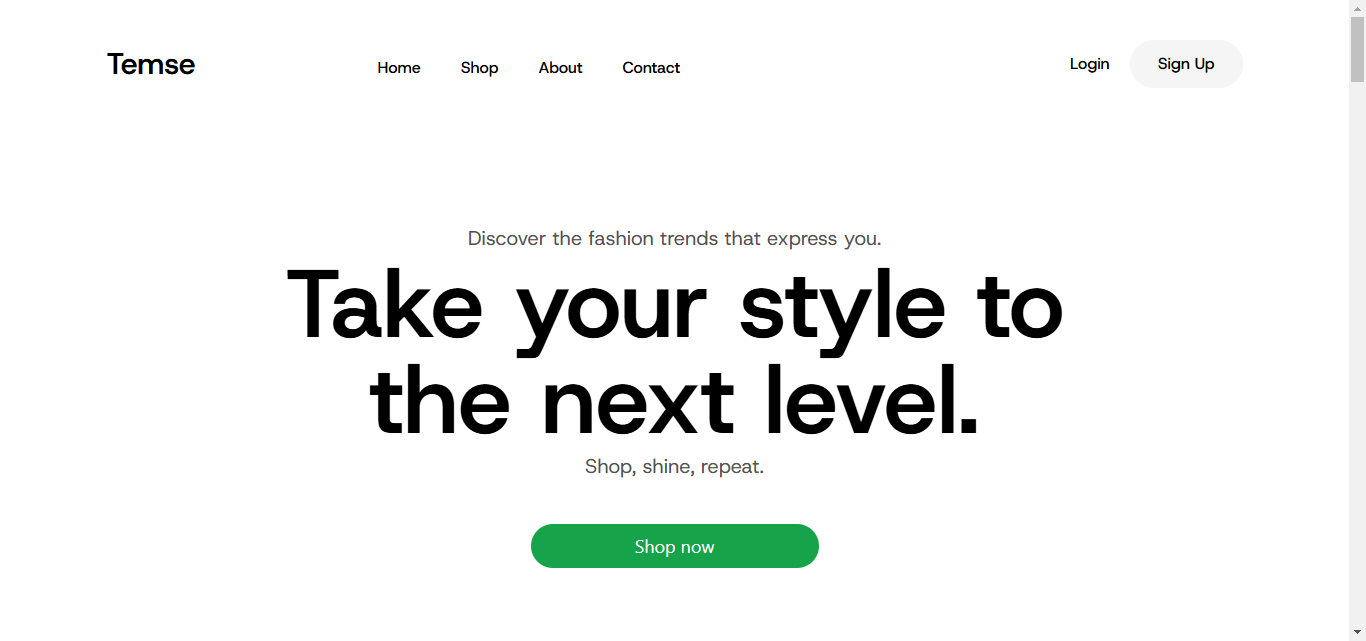 Temse
Home Shop About Contact
Login Sign Up
Discover the fashion trends that express you.
Take your style to
the next level.
Shop, shine, repeat.
Shop now